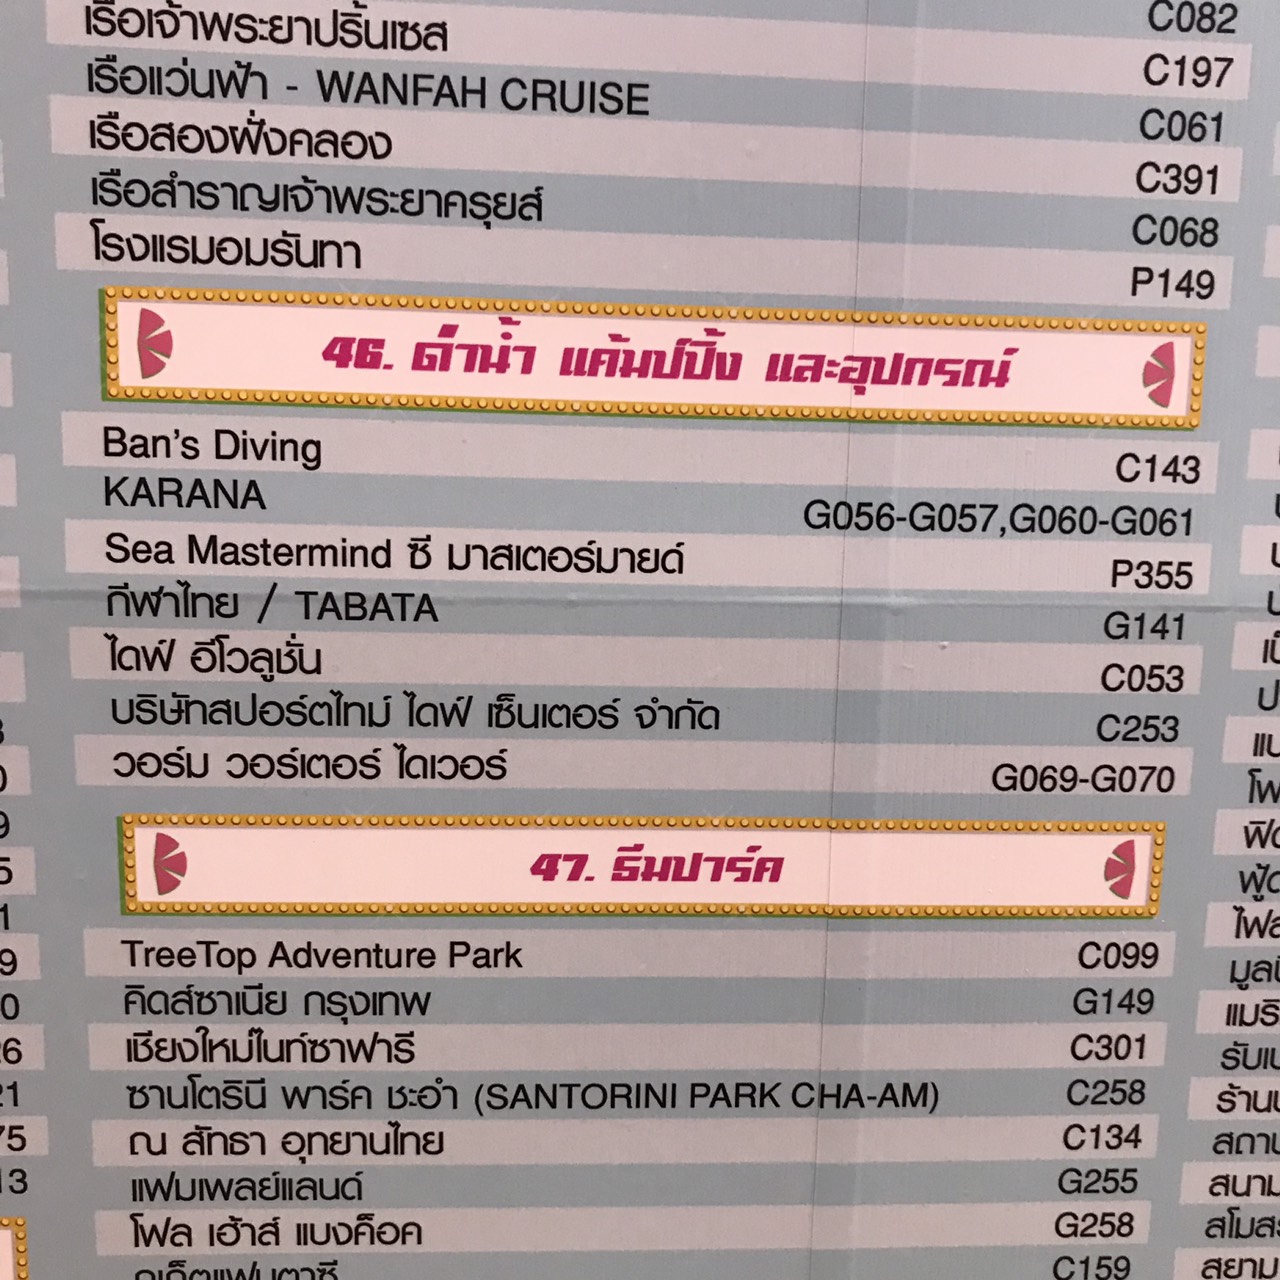 เรือเจ้าพระยาปริ้นเซส C082
เรือแว่นฟ้า - WANFAH CRUISE C197
เรือสองฝั่งคลอง C061
เรือสำราญเจ้าพระยาครุยส์ C391
โรงแรมอมรันทา C068
P149
46. ดำน้ำ แค้มป์ปิ้ง และอุปกรณ์
Ban's Diving C143
KARANA G056-G057,G060-G061
Sea Mastermind ซี มาสเตอร์มายด์ P355
กีฬาไทย / TABATA G141
ไดฟ์ อีโวลูชั่น C053
บริษัทสปอร์ตไทม์ ไดฟ์ เซ็นเตอร์ จำกัด C253
วอร์ม วอร์เตอร์ ไดเวอร์ G069-G070
47. ธีมปาร์ค
TreeTop Adventure Park C099
คิดส์ซาเนีย กรุงเทพ G149
เชียงใหม่ไนท์ซาฟารี C301
ซานโตรินี พาร์ค ชะอำ (SANTORINI PARK CHA-AM) C258
ณ สัทธา อุทยานไทย C134
แฟมเพลย์แลนด์ G255
โฟล เฮ้าส์ แบงค็อค G258
ภูเก็ตแฟนตาซี C159